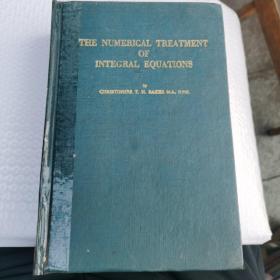 THE NUMERICAL TREATMENT
OF
INTEGRAL EQUATIONS
by
CHRISTOPHER T. H. BAKER M.A., D.PHIL.